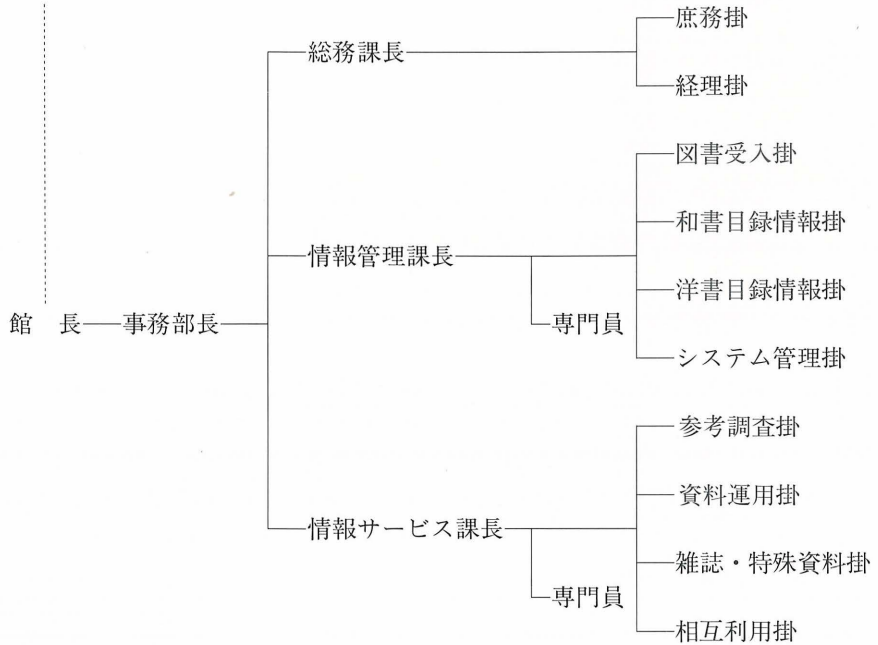 庶務掛
総務課長
経理掛
図書受入掛
和書目録情報掛
情報管理課長
洋書目録情報掛
館　長 事務部長 専門員
システム管理掛
参考調査掛
資料運用掛
情報サービス課長
雑誌・特殊資料掛
専門員
相互利用掛